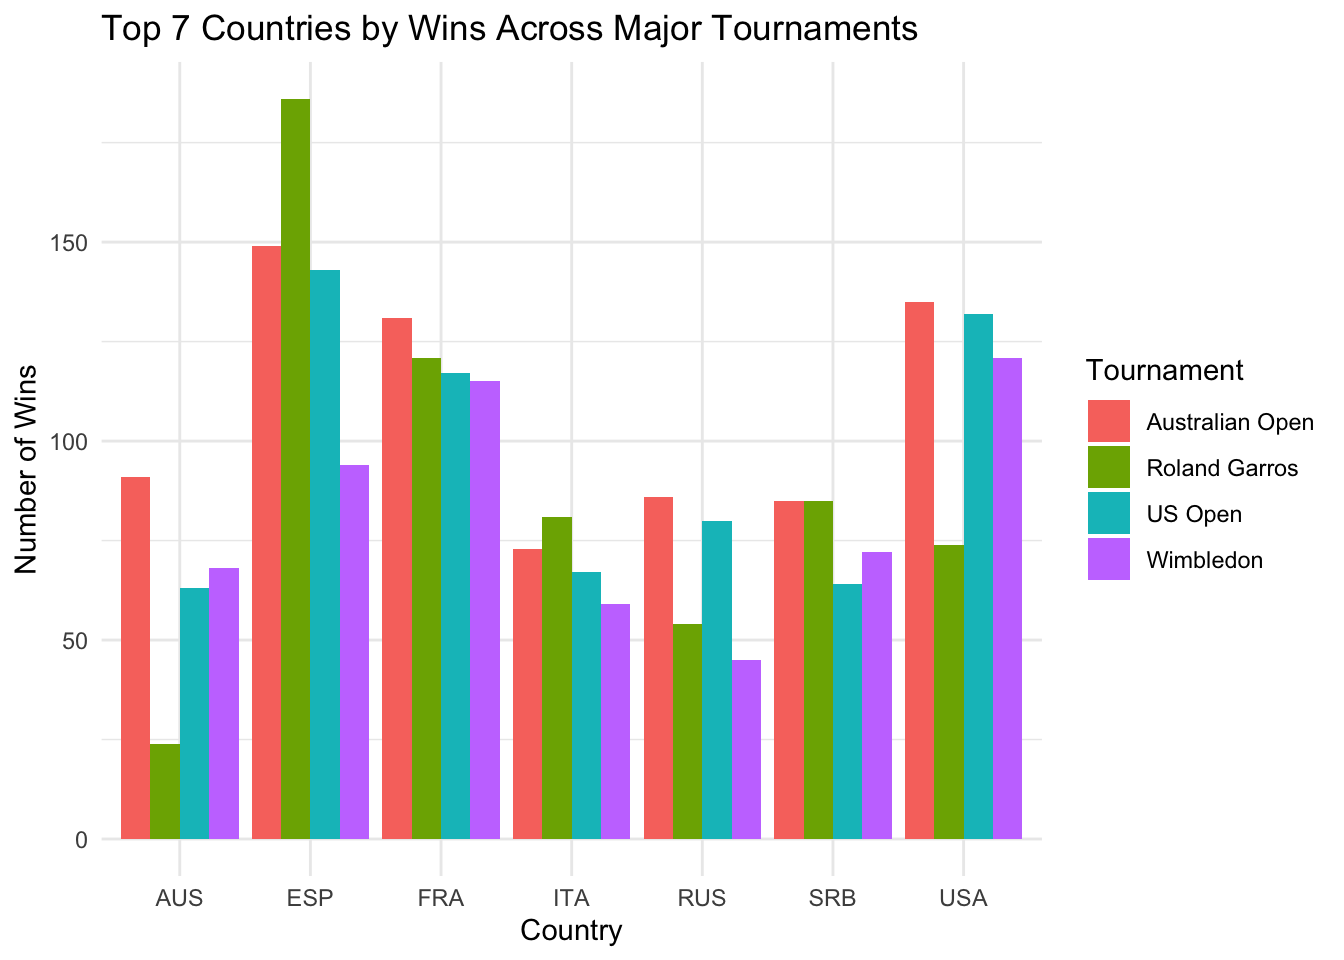 Top 7 Countries by Wins Across Major Tournaments
Number of Wins
150
100
50
0
AUS ESP FRA ITA RUS SRB USA
Country
Tournament
Australian Open
Roland Garros
US Open
Wimbledon